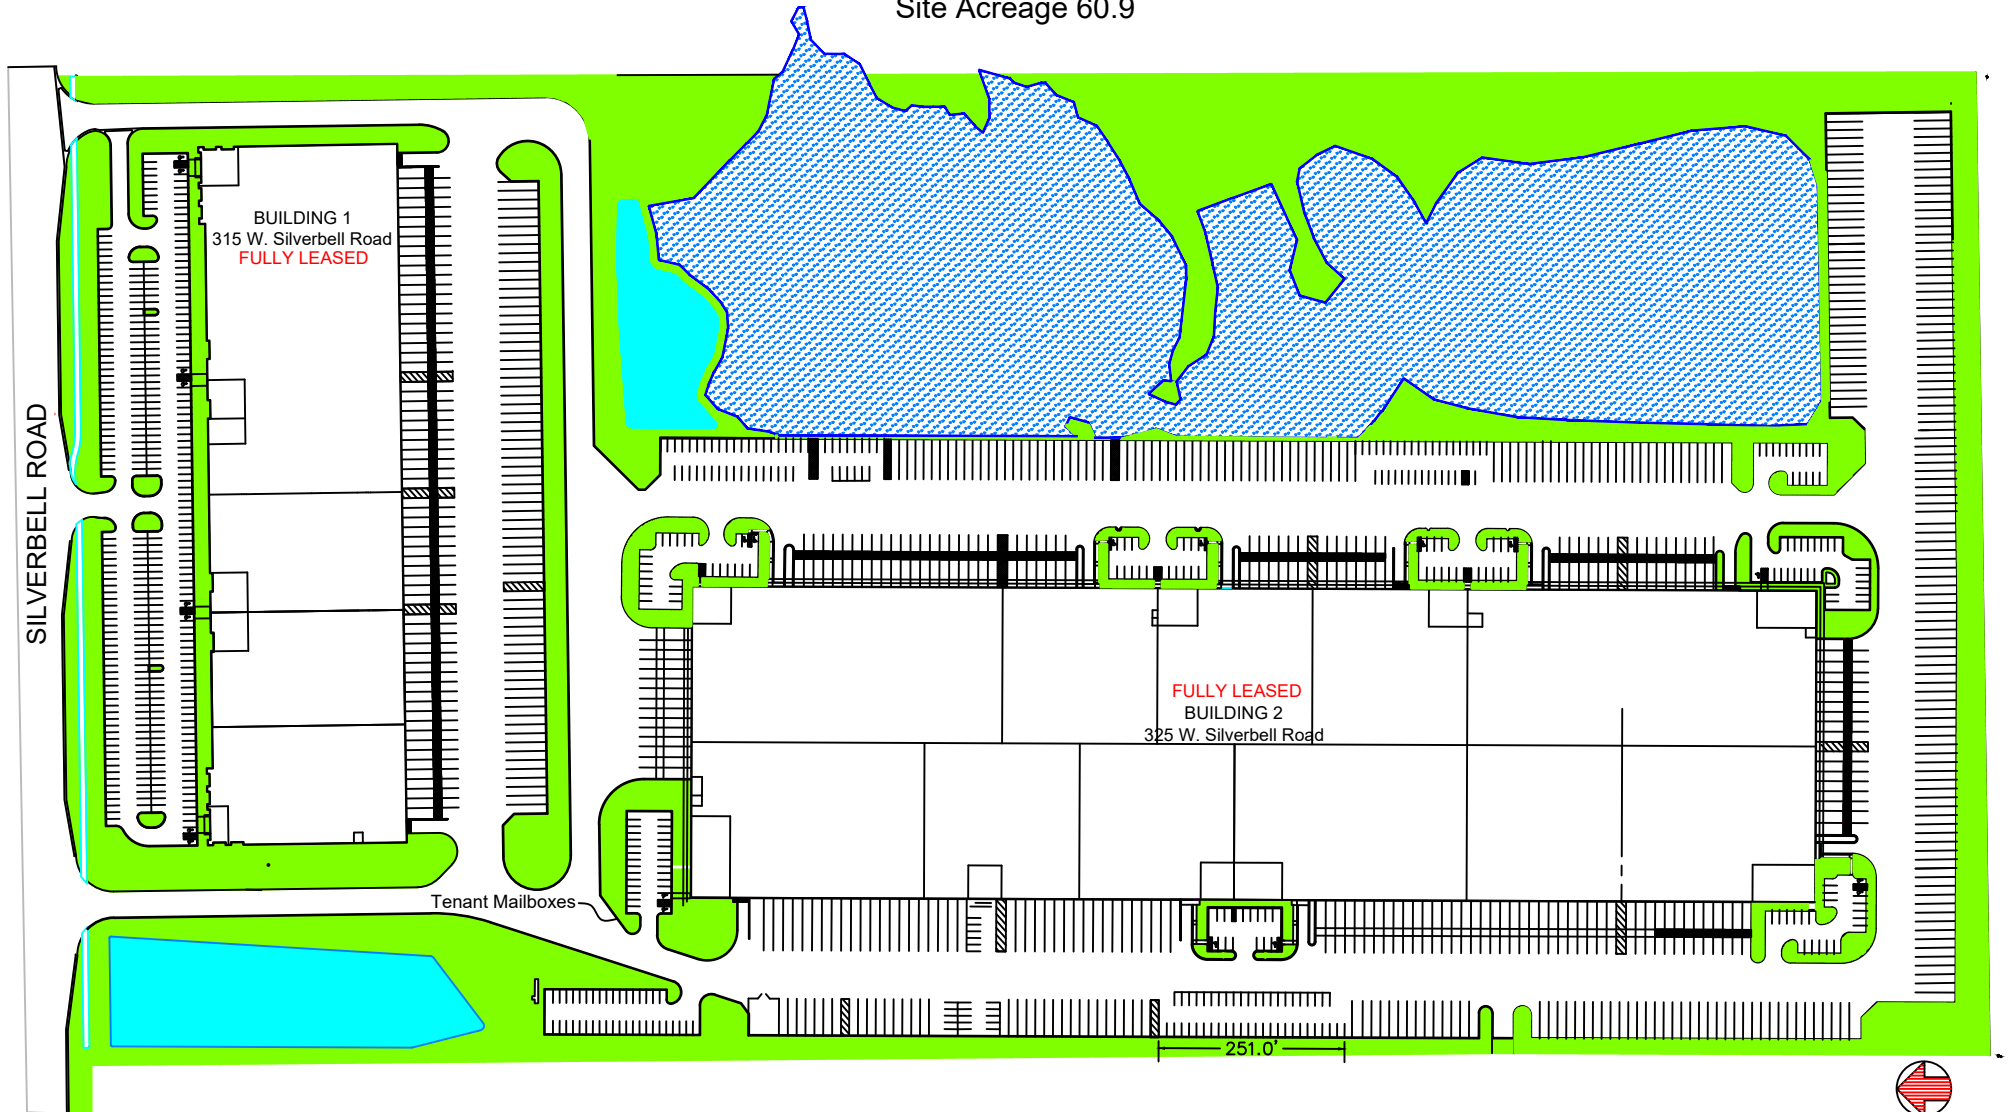 Site Acreage 60.9
BUILDING 1
315 W. Silverbell Road
FULLY LEASED
SILVERBELL ROAD
FULLY LEASED
BUILDING 2
325 W. Silverbell Road
Tenant Mailboxes
251.0'